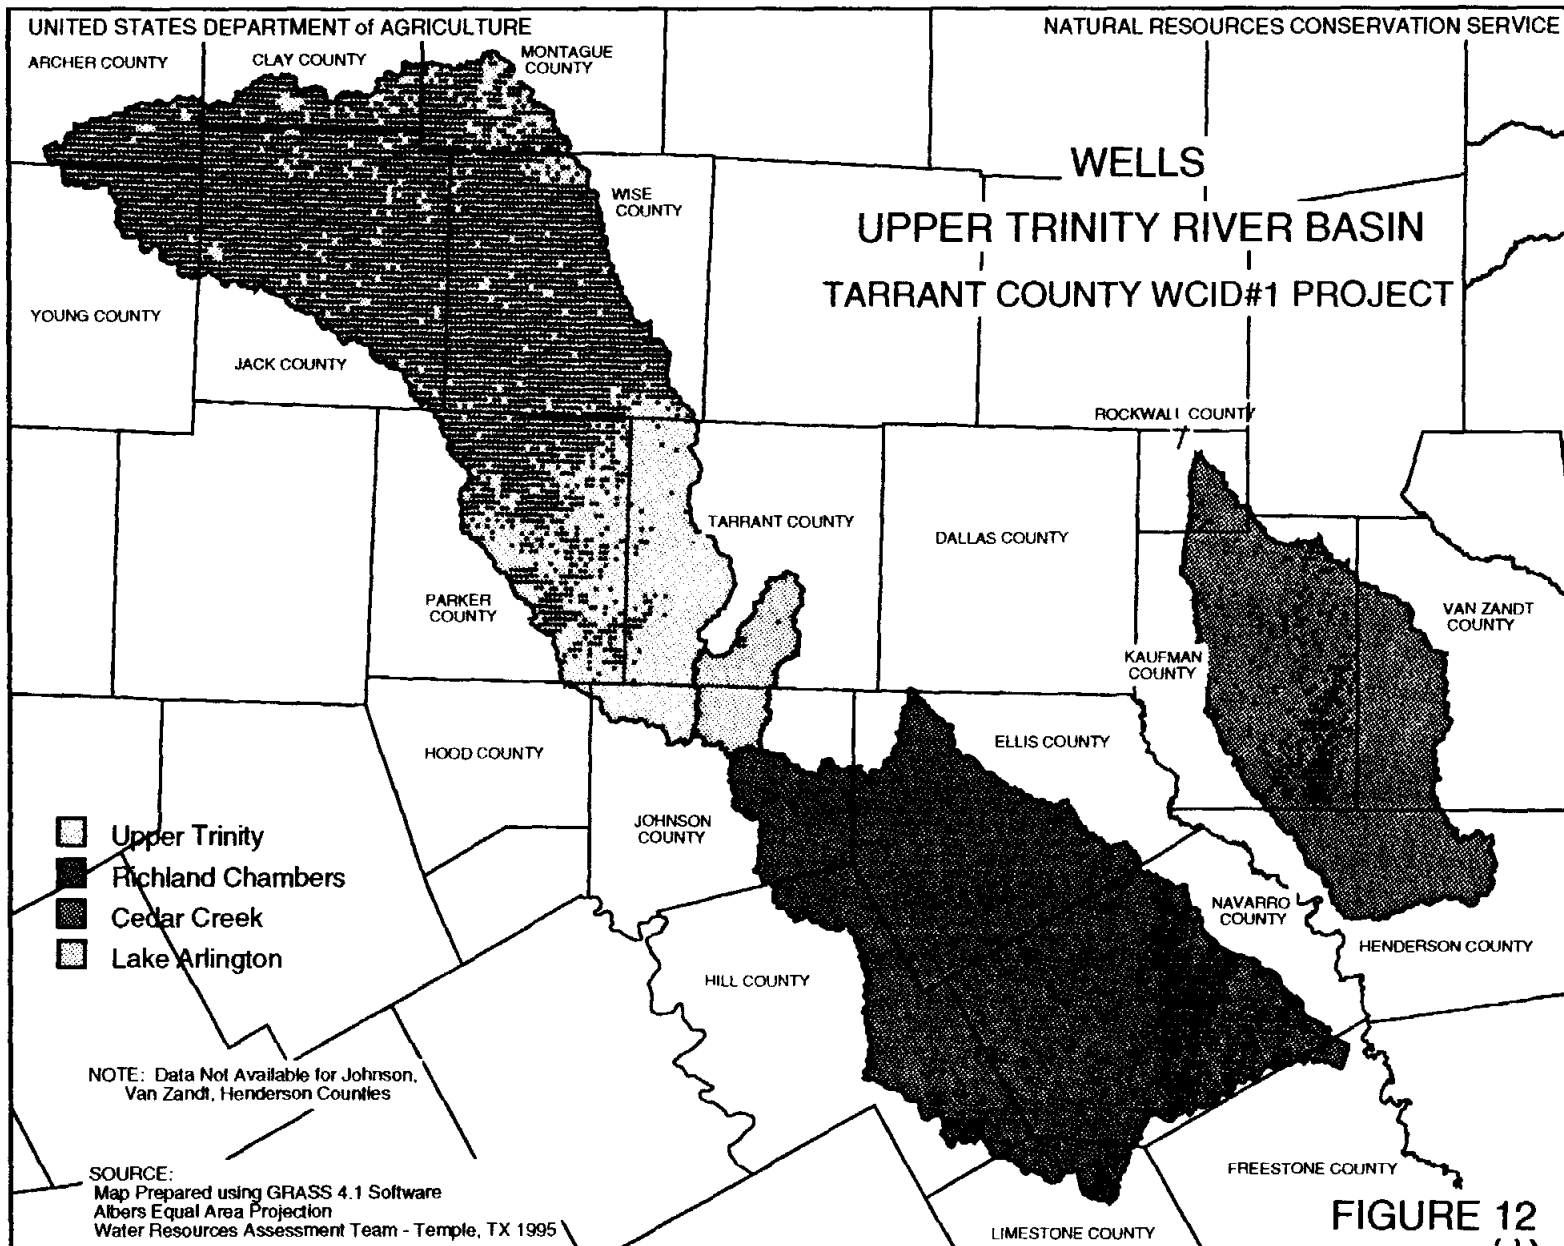 UNITED STATES DEPARTMENT of AGRICULTURE
NATURAL RESOURCES CONSERVATION SERVICE
ARCHER COUNTY
CLAY COUNTY
MONTAGUE
COUNTY
WELLS
UPPER TRINITY RIVER BASIN
TARRANT COUNTY WCID#1 PROJECT
WISE
COUNTY
YOUNG COUNTY
JACK COUNTY
ROCKWALL COUNTY
TARRANT COUNTY
DALLAS COUNTY
PARKER
COUNTY
VAN ZANDT
COUNTY
KAUFMAN
COUNTY
HOOD COUNTY
ELLIS COUNTY
JOHNSON
COUNTY
Upper Trinity
Richland Chambers
Cedar Creek
Lake Arlington
NAVARRO
COUNTY
HENDERSON COUNTY
HILL COUNTY
NOTE: Data Not Available for Johnson,
Van Zandt, Henderson Counties
SOURCE:
Map Prepared using GRASS 4.1 Software
Albers Equal Area Projection
Water Resources Assessment Team - Temple, TX 1995
FREESTONE COUNTY
LIMESTONE COUNTY
FIGURE 12